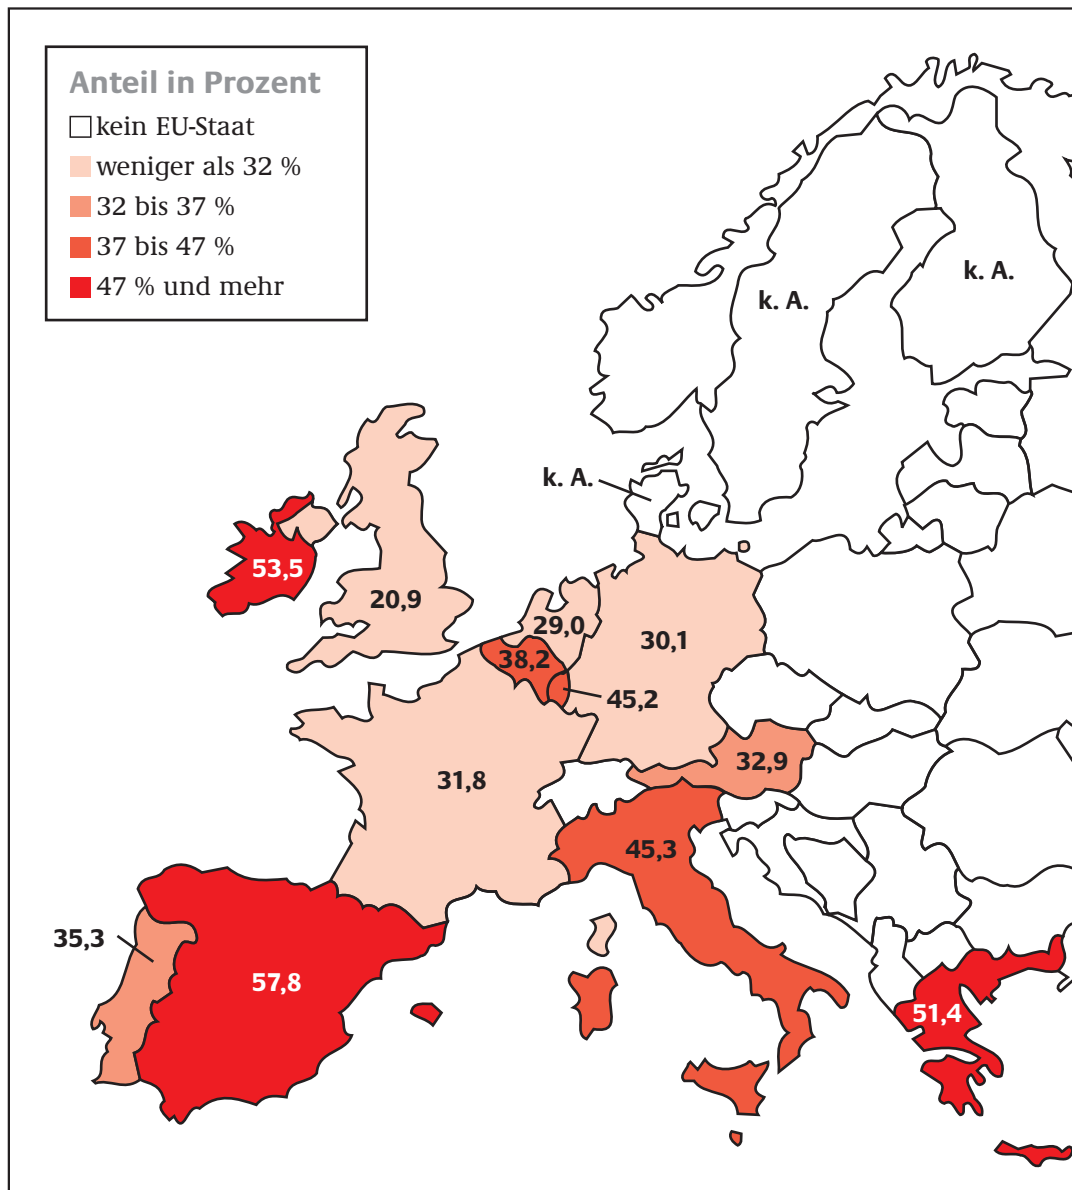 Anteil in Prozent
kein EU-Staat
weniger als 32 %
32 bis 37 %
37 bis 47 %
47 % und mehr
k. A.
k. A.
k. A.
53,5
20,9
29,0
30,1
38,2
45,2
32,9
31,8
45,3
35,3
57,8
51,4